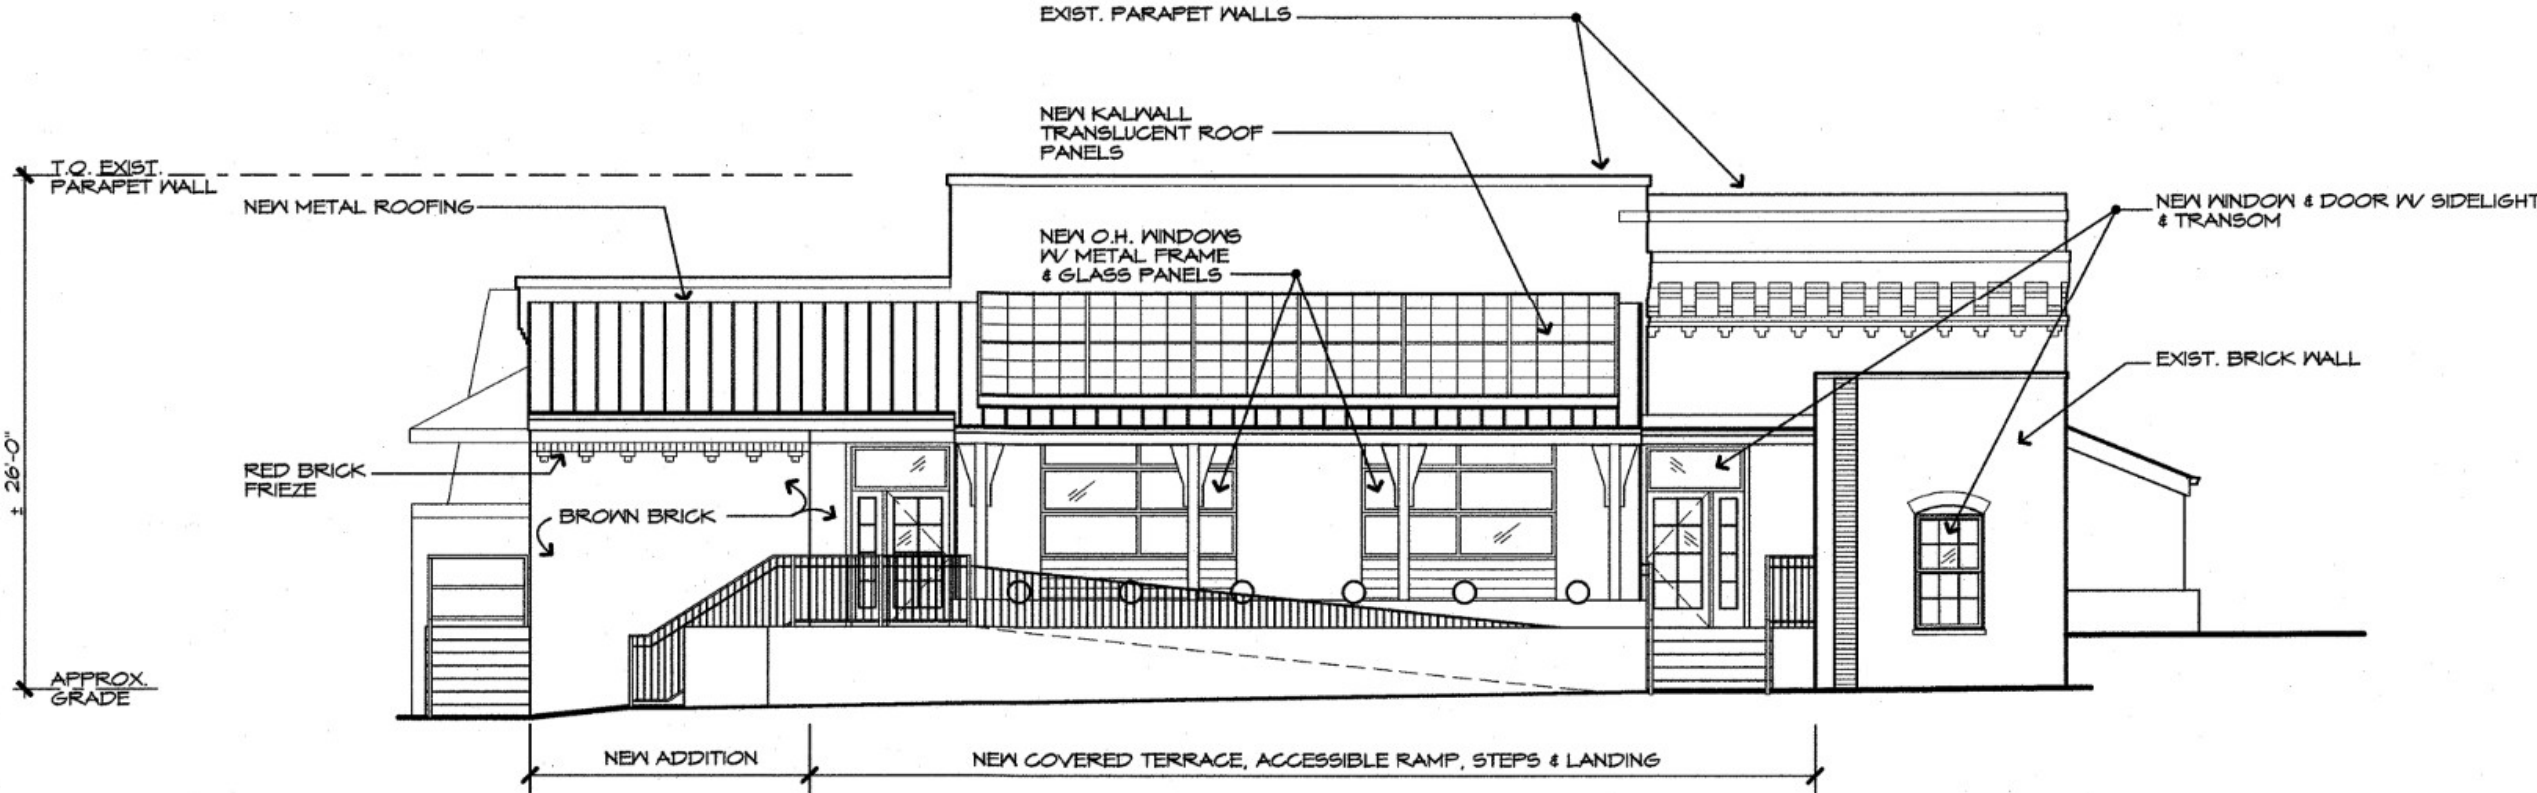 EXIST. PARAPET WALLS
NEW KALWALL
TRANSLUCENT ROOF
PANELS
T.O. EXIST.
PARAPET WALL
NEW METAL ROOFING
NEW O.H. WINDOWS
W/ METAL FRAME
& GLASS PANELS
NEW WINDOW & DOOR W/ SIDELIGHT
& TRANSOM
EXIST. BRICK WALL
± 26'-0"
RED BRICK
FRIEZE
BROWN BRICK
APPROX.
GRADE
NEW ADDITION
NEW COVERED TERRACE, ACCESSIBLE RAMP, STEPS & LANDING